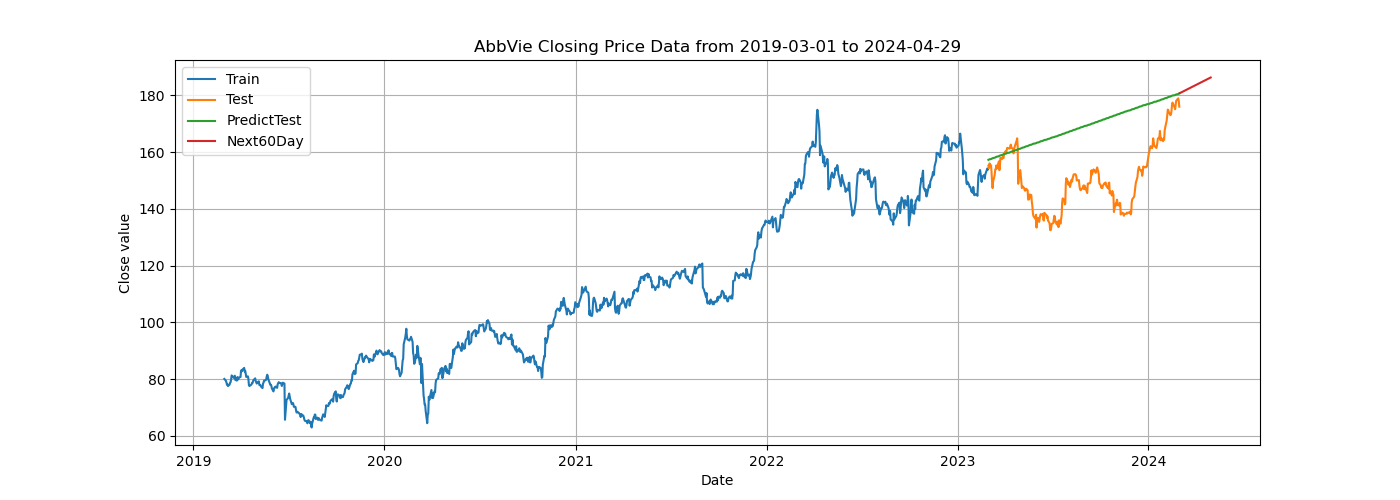 AbbVie Closing Price Data from 2019-03-01 to 2024-04-29
Train
Test
PredictTest
Next60Day
180
160
140
120
100
80
60
Close value
2019 2020 2021 2022 2023 2024
Date